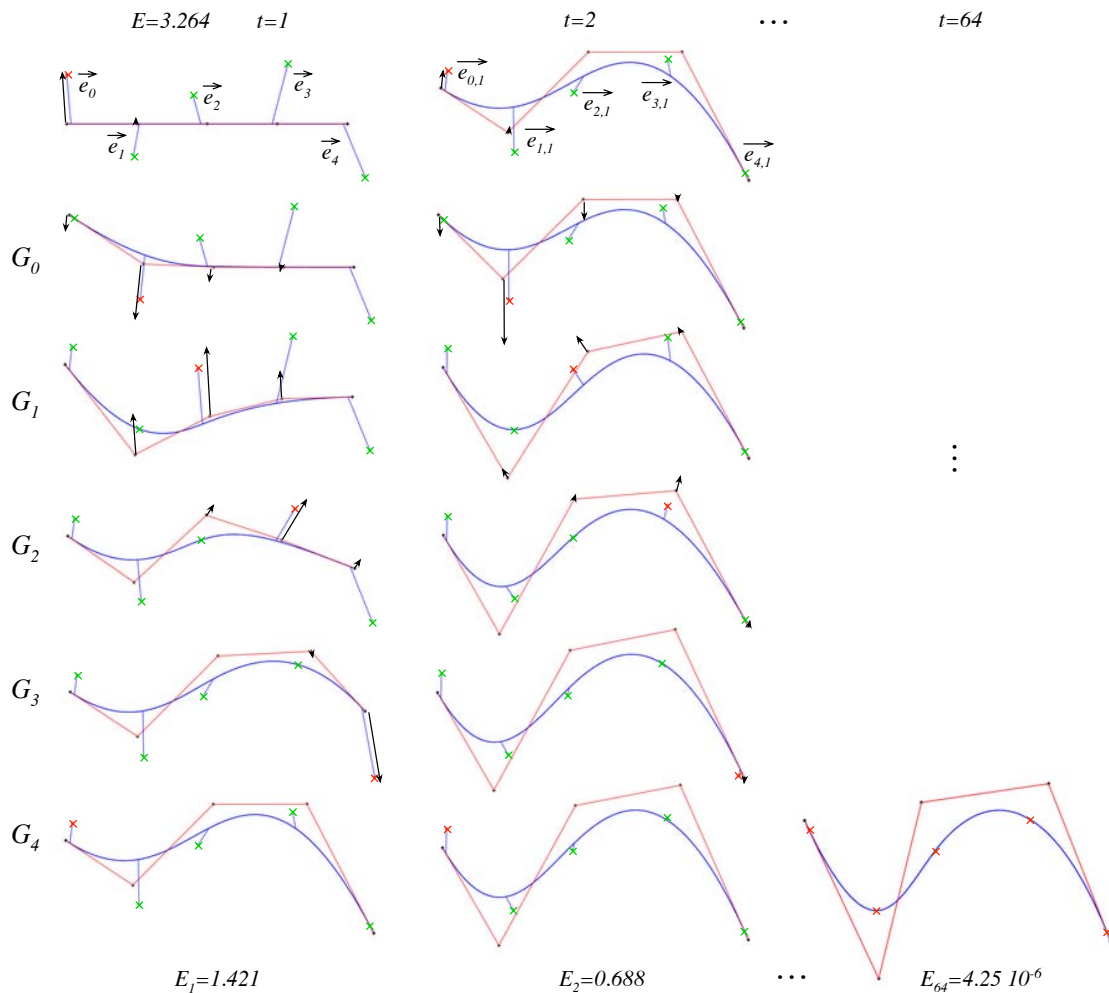 E=3.264 t=1 t=2 ... t=64
e₀ e₁ e₂ e₃ e₄
e₀,₁ e₁,₁ e₂,₁ e₃,₁ e₄,₁
G₀
G₁
G₂
G₃
G₄
E₁=1.421 E₂=0.688 ... E₆₄=4.25 10⁻⁶